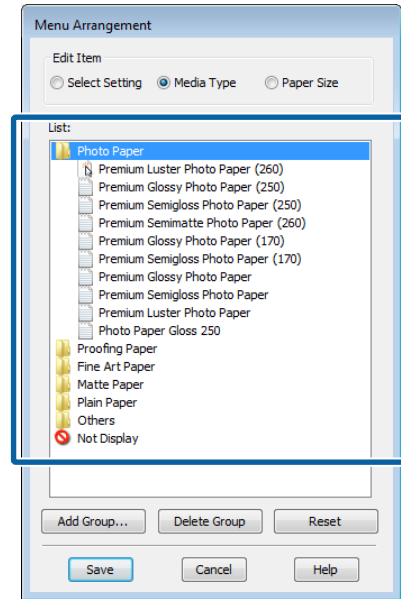 Menu Arrangement
Edit Item
Select Setting Media Type Paper Size
List:
Photo Paper
Premium Luster Photo Paper (260)
Premium Glossy Photo Paper (250)
Premium Semigloss Photo Paper (250)
Premium Semimatte Photo Paper (260)
Premium Glossy Photo Paper (170)
Premium Semigloss Photo Paper (170)
Premium Glossy Photo Paper
Premium Semigloss Photo Paper
Premium Luster Photo Paper
Photo Paper Gloss 250
Proofing Paper
Fine Art Paper
Matte Paper
Plain Paper
Others
Not Display
Add Group... Delete Group Reset
Save Cancel Help